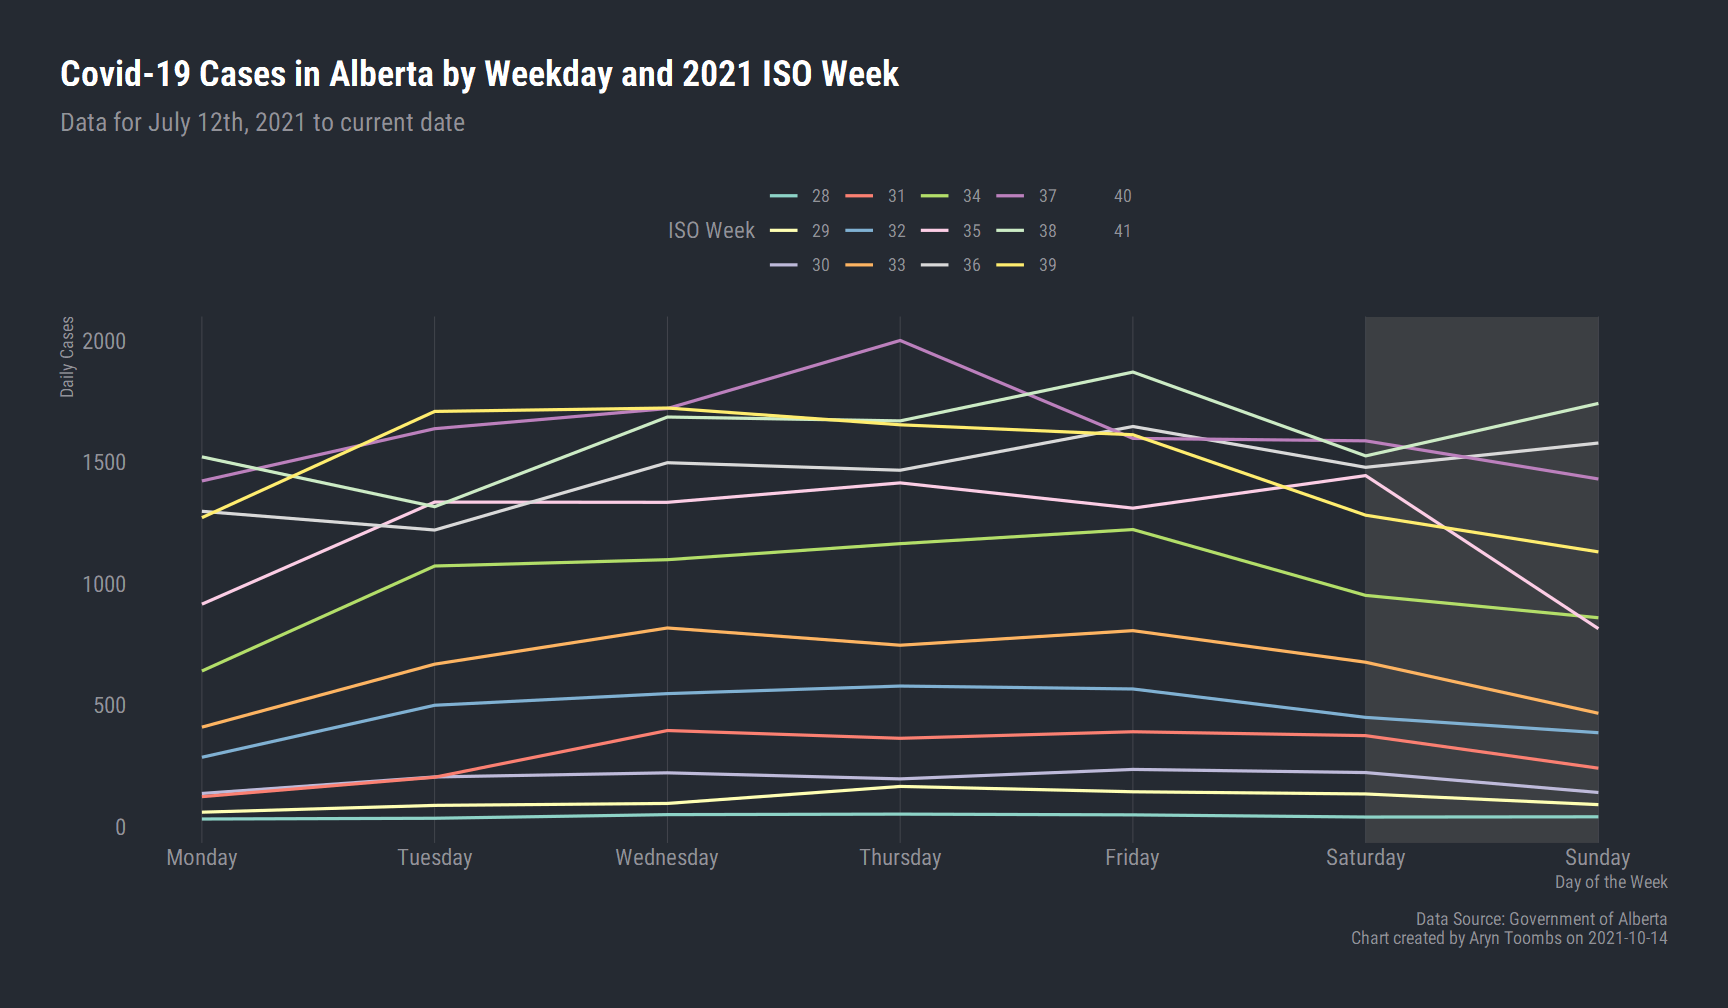 Covid-19 Cases in Alberta by Weekday and 2021 ISO Week
Data for July 12th, 2021 to current date
28 31 34 37 40
ISO Week 29 32 35 38 41
30 33 36 39
Daily Cases
2000
1500
1000
500
0
Monday Tuesday Wednesday Thursday Friday Saturday Sunday
Day of the Week
Data Source: Government of Alberta
Chart created by Aryn Toombs on 2021-10-14